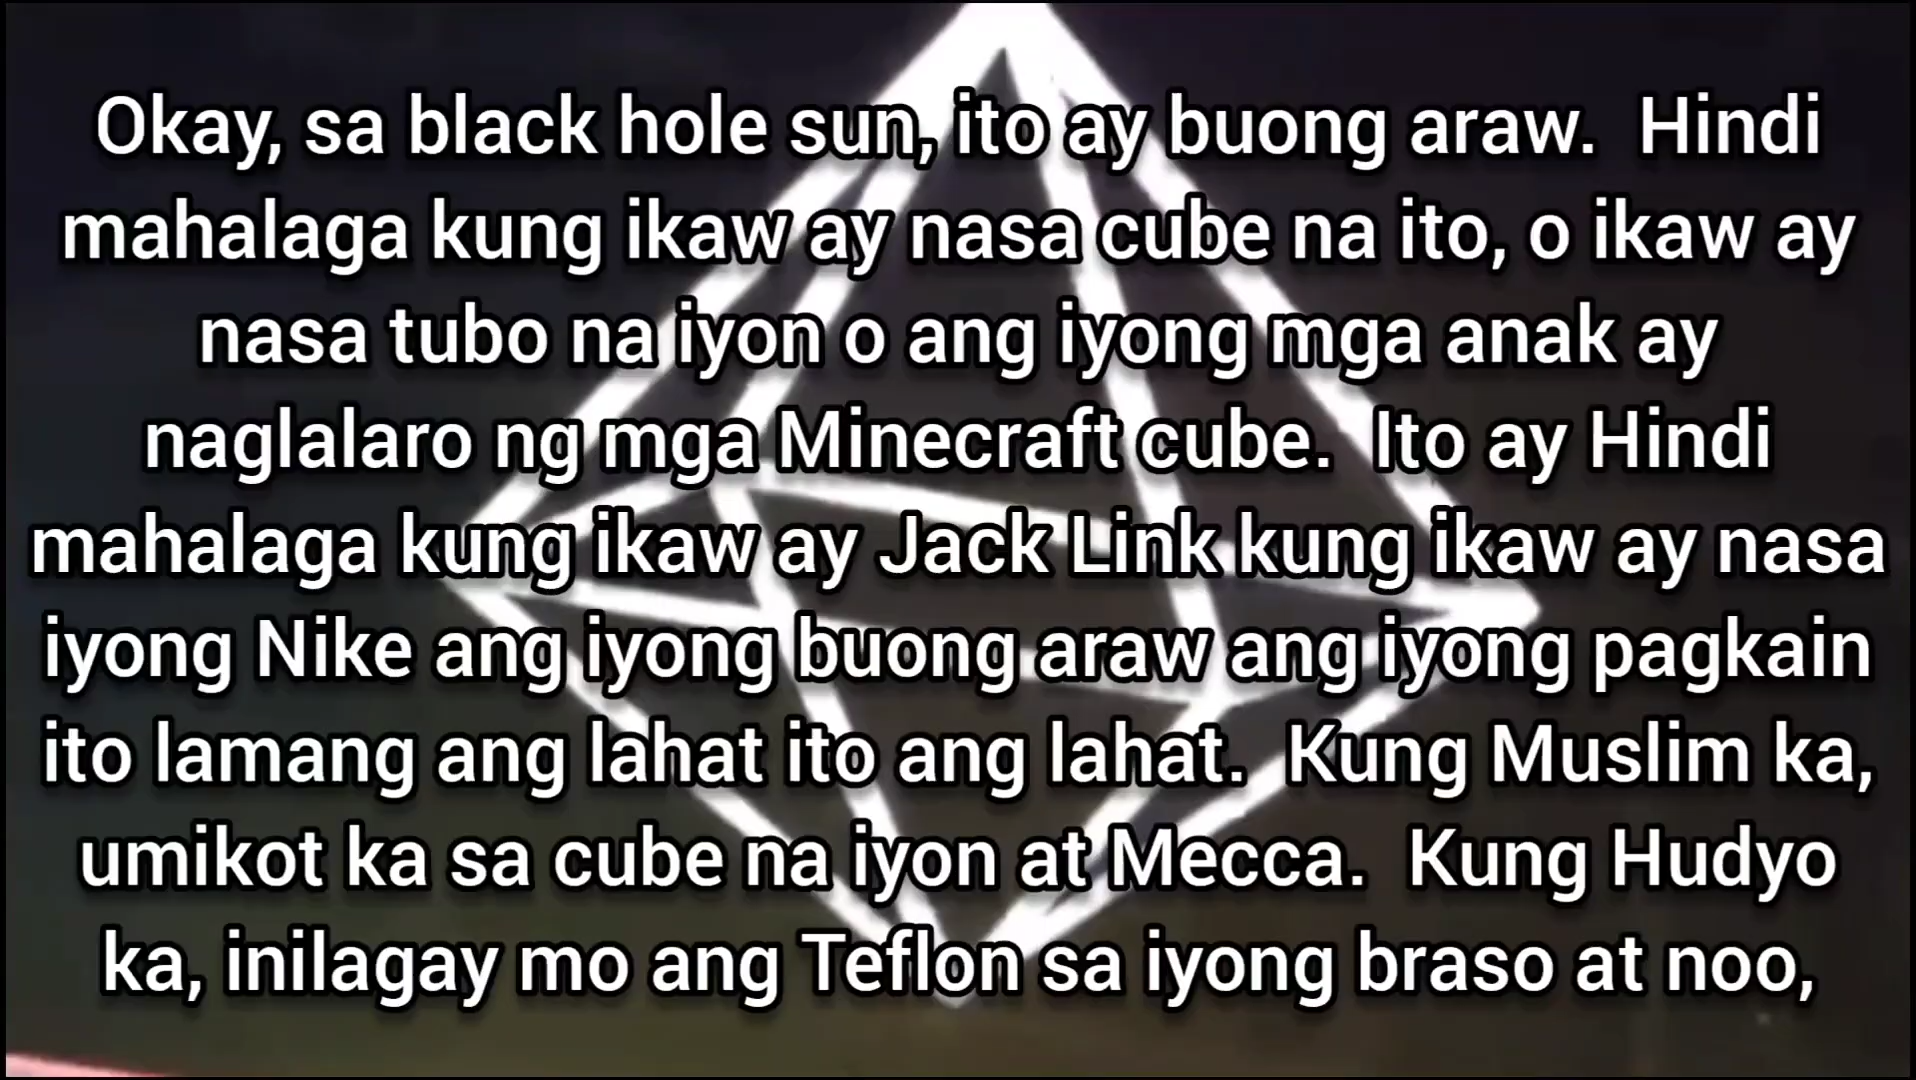 Okay, sa black hole sun, ito ay buong araw. Hindi
mahalaga kung ikaw ay nasa cube na ito, o ikaw ay
nasa tubo na iyon o ang iyong mga anak ay
naglalaro ng mga Minecraft cube. Ito ay Hindi
mahalaga kung ikaw ay Jack Link kung ikaw ay nasa
iyong Nike ang iyong buong araw ang iyong pagkain
ito lamang ang lahat ito ang lahat. Kung Muslim ka,
umikot ka sa cube na iyon at Mecca. Kung Hudyo
ka, inilagay mo ang Teflon sa iyong braso at noo,